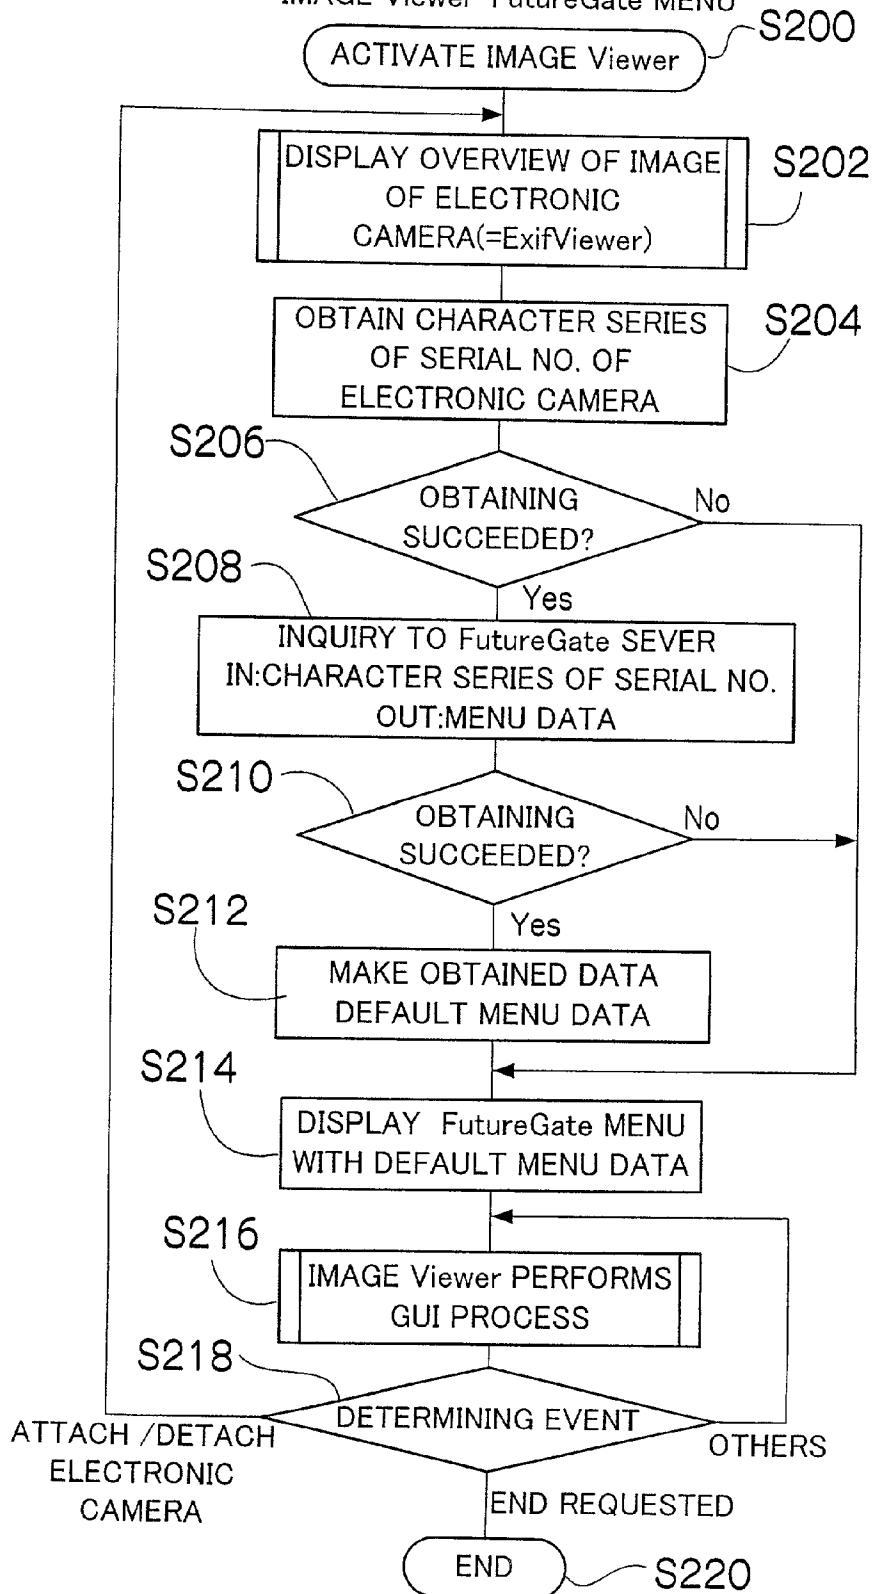 IMAGE Viewer FutureGate MENU
S200
ACTIVATE IMAGE Viewer
DISPLAY OVERVIEW OF IMAGE
OF ELECTRONIC
CAMERA(=ExifViewer)
S202
OBTAIN CHARACTER SERIES
OF SERIAL NO. OF
ELECTRONIC CAMERA
S204
S206
OBTAINING
SUCCEEDED?
No
S208
Yes
INQUIRY TO FutureGate SEVER
IN:CHARACTER SERIES OF SERIAL NO.
OUT:MENU DATA
S210
OBTAINING
SUCCEEDED?
No
S212
Yes
MAKE OBTAINED DATA
DEFAULT MENU DATA
S214
DISPLAY FutureGate MENU
WITH DEFAULT MENU DATA
S216
IMAGE Viewer PERFORMS
GUI PROCESS
S218
DETERMINING EVENT
ATTACH /DETACH
ELECTRONIC
CAMERA
OTHERS
END REQUESTED
END
S220